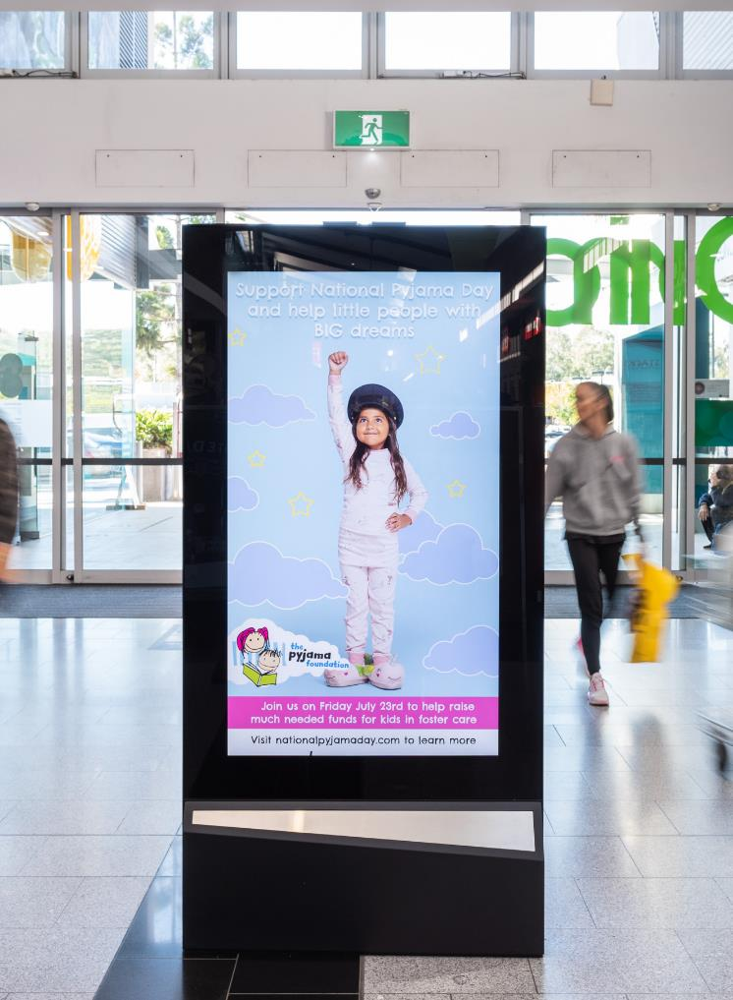 Support National Pyjama Day
and help little people with
BIG dreams
the
pyjama
foundation
Join us on Friday July 23rd to help raise
much needed funds for kids in foster care
Visit nationalpyjamaday.com to learn more